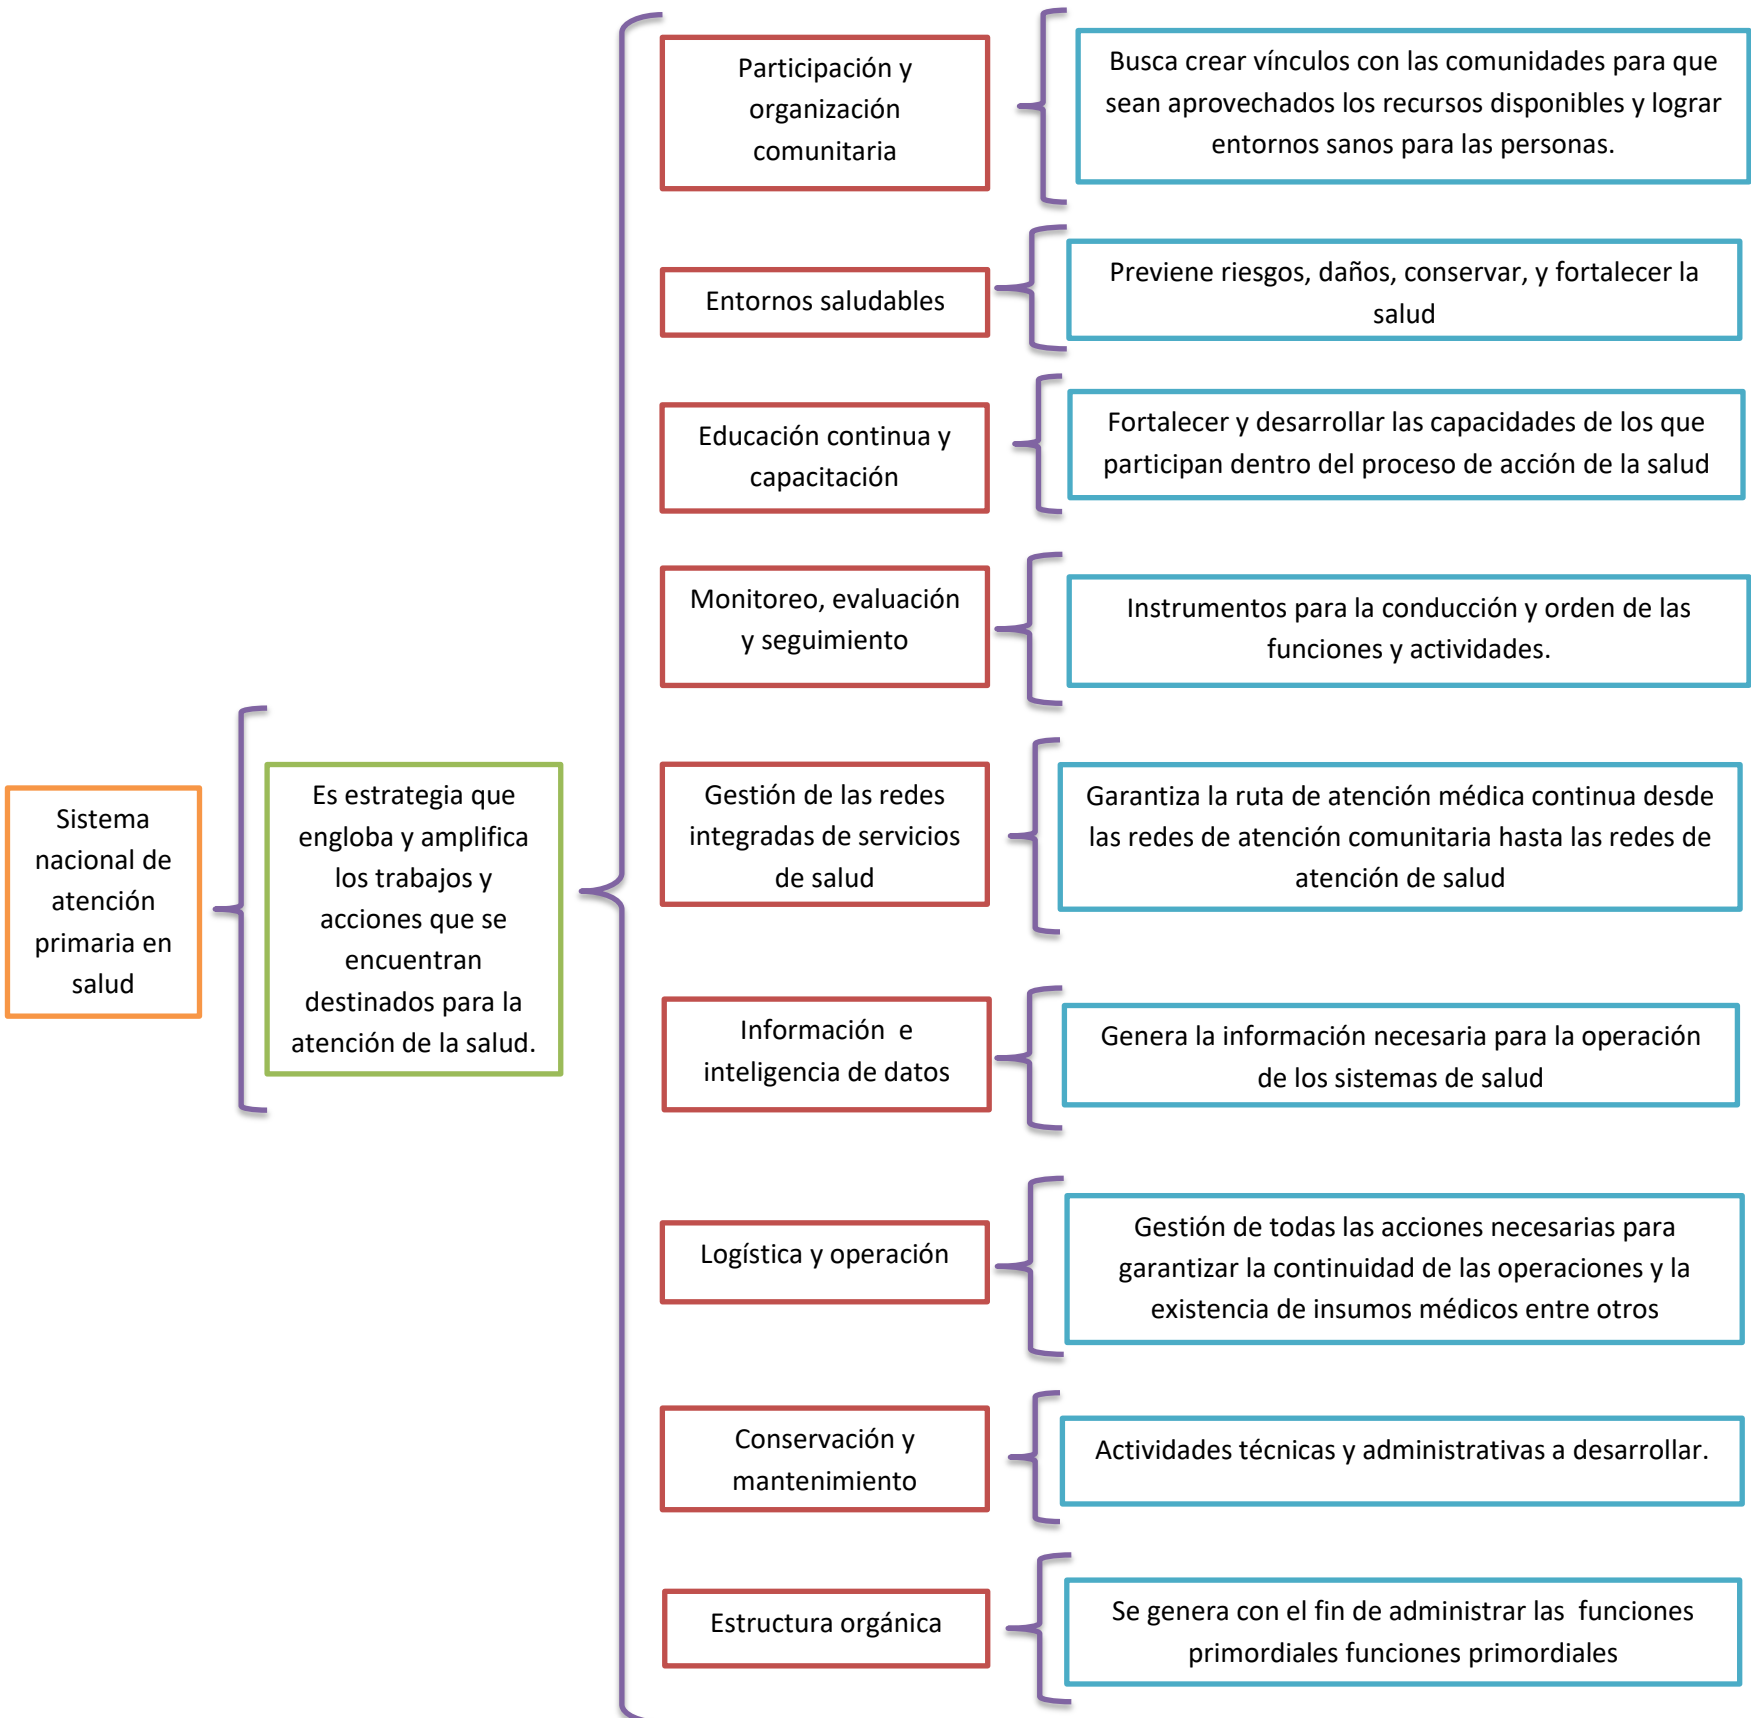 Sistema
nacional de
atención
primaria en
salud
Es estrategia que
engloba y amplifica
los trabajos y
acciones que se
encuentran
destinados para la
atención de la salud.
Participación y
organización
comunitaria
Busca crear vínculos con las comunidades para que
sean aprovechados los recursos disponibles y lograr
entornos sanos para las personas.
Entornos saludables
Previene riesgos, daños, conservar, y fortalecer la
salud
Educación continua y
capacitación
Fortalecer y desarrollar las capacidades de los que
participan dentro del proceso de acción de la salud
Monitoreo, evaluación
y seguimiento
Instrumentos para la conducción y orden de las
funciones y actividades.
Gestión de las redes
integradas de servicios
de salud
Garantiza la ruta de atención médica continua desde
las redes de atención comunitaria hasta las redes de
atención de salud
Información  e
inteligencia de datos
Genera la información necesaria para la operación
de los sistemas de salud
Logística y operación
Gestión de todas las acciones necesarias para
garantizar la continuidad de las operaciones y la
existencia de insumos médicos entre otros
Conservación y
mantenimiento
Actividades técnicas y administrativas a desarrollar.
Estructura orgánica
Se genera con el fin de administrar las  funciones
primordiales funciones primordiales